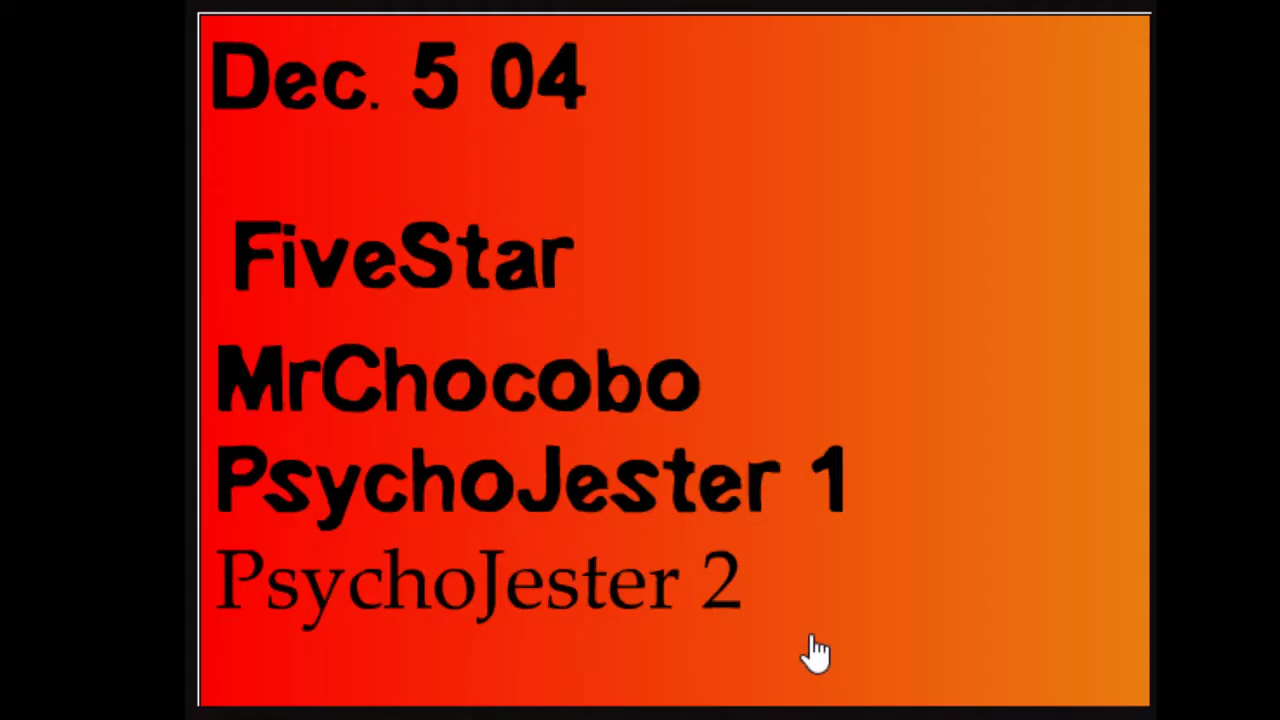 Dec. 5 04
FiveStar
MrChocobo
PsychoJester 1
PsychoJester 2